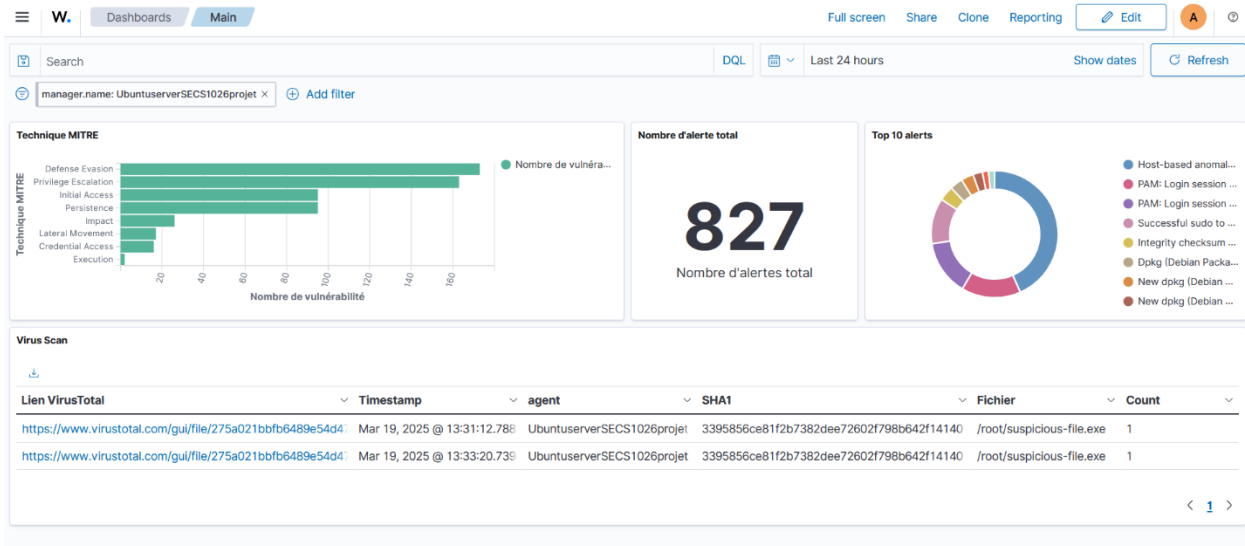 W. Dashboards Main Full screen Share Clone Reporting Edit A
Search DQL Last 24 hours Show dates Refresh
manager.name: UbuntuserverSECS1026projet × Add filter
Technique MITRE
Technique MITRE
Defense Evasion
Privilege Escalation
Initial Access
Persistence
Impact
Lateral Movement
Credential Access
Execution
20 40 60 80 100 120 140 160
Nombre de vulnérabilité
Nombre de vulnéra...
Nombre d'alerte total
827
Nombre d'alertes total
Top 10 alerts
Host-based anomal...
PAM: Login session ...
PAM: Login session ...
Successful sudo to ...
Integrity checksum ...
Dpkg (Debian Packa...
New dpkg (Debian ...
New dpkg (Debian ...
Virus Scan
Lien VirusTotal Timestamp agent SHA1 Fichier Count
https://www.virustotal.com/gui/file/275a021bbfb6489e54d47 Mar 19, 2025 @ 13:31:12.788 UbuntuserverSECS1026projet 3395856ce81f2b7382dee72602f798b642f14140 /root/suspicious-file.exe 1
https://www.virustotal.com/gui/file/275a021bbfb6489e54d47 Mar 19, 2025 @ 13:33:20.739 UbuntuserverSECS1026projet 3395856ce81f2b7382dee72602f798b642f14140 /root/suspicious-file.exe 1
< 1 >